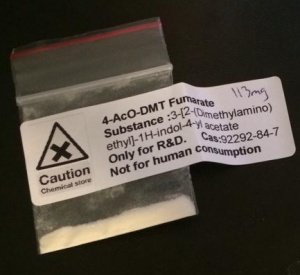 113mg
4-AcO-DMT Fumarate
Substance :3-[2-(Dimethylamino)
ethyl]-1H-indol-4-yl acetate
Only for R&D. Cas:92292-84-7
Not for human consumption
Caution
Chemical store